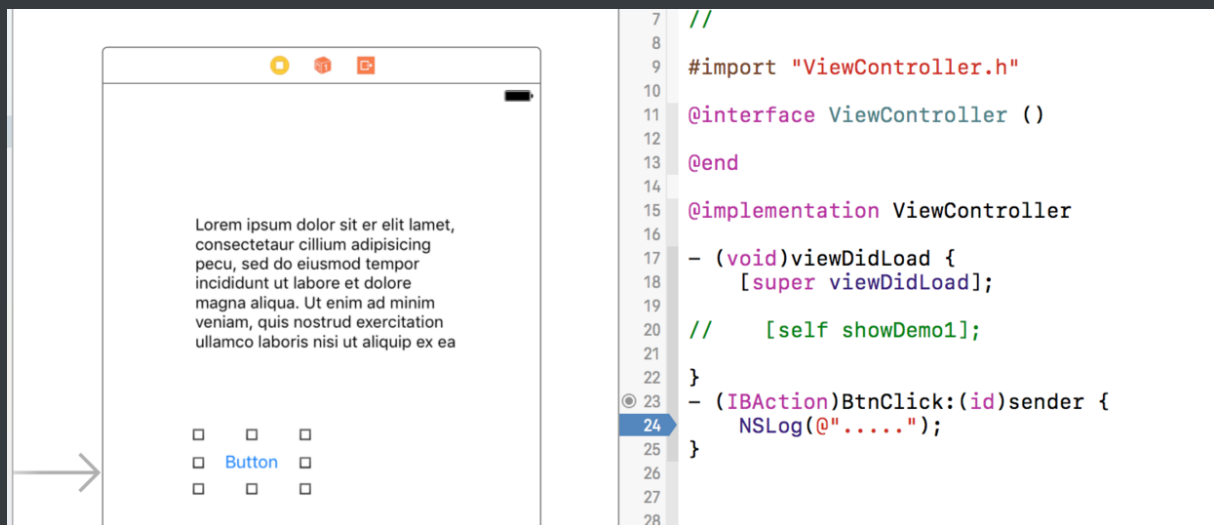 Lorem ipsum dolor sit er elit lamet,
consectetaur cillium adipisicing
pecu, sed do eiusmod tempor
incididunt ut labore et dolore
magna aliqua. Ut enim ad minim
veniam, quis nostrud exercitation
ullamco laboris nisi ut aliquip ex ea
Button
7 //
8
9 #import "ViewController.h"
10
11 @interface ViewController ()
12
13 @end
14
15 @implementation ViewController
16
17 - (void)viewDidLoad {
18 [super viewDidLoad];
19
20 // [self showDemo1];
21
22 }
23 - (IBAction)BtnClick:(id)sender {
24 NSLog(@".....");
25 }
26
27
28